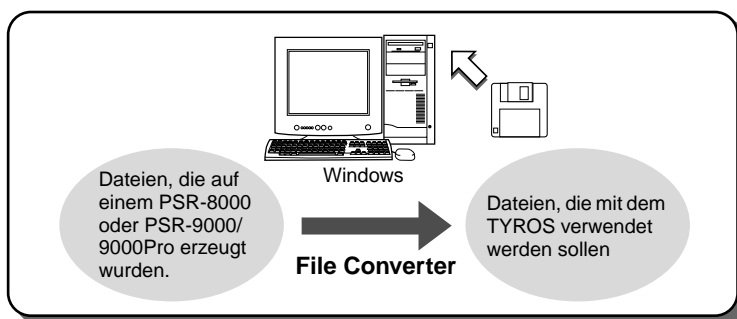 Windows
Dateien, die auf
einem PSR-8000
oder PSR-9000/
9000Pro erzeugt
wurden.
File Converter
Dateien, die mit dem
TYROS verwendet
werden sollen